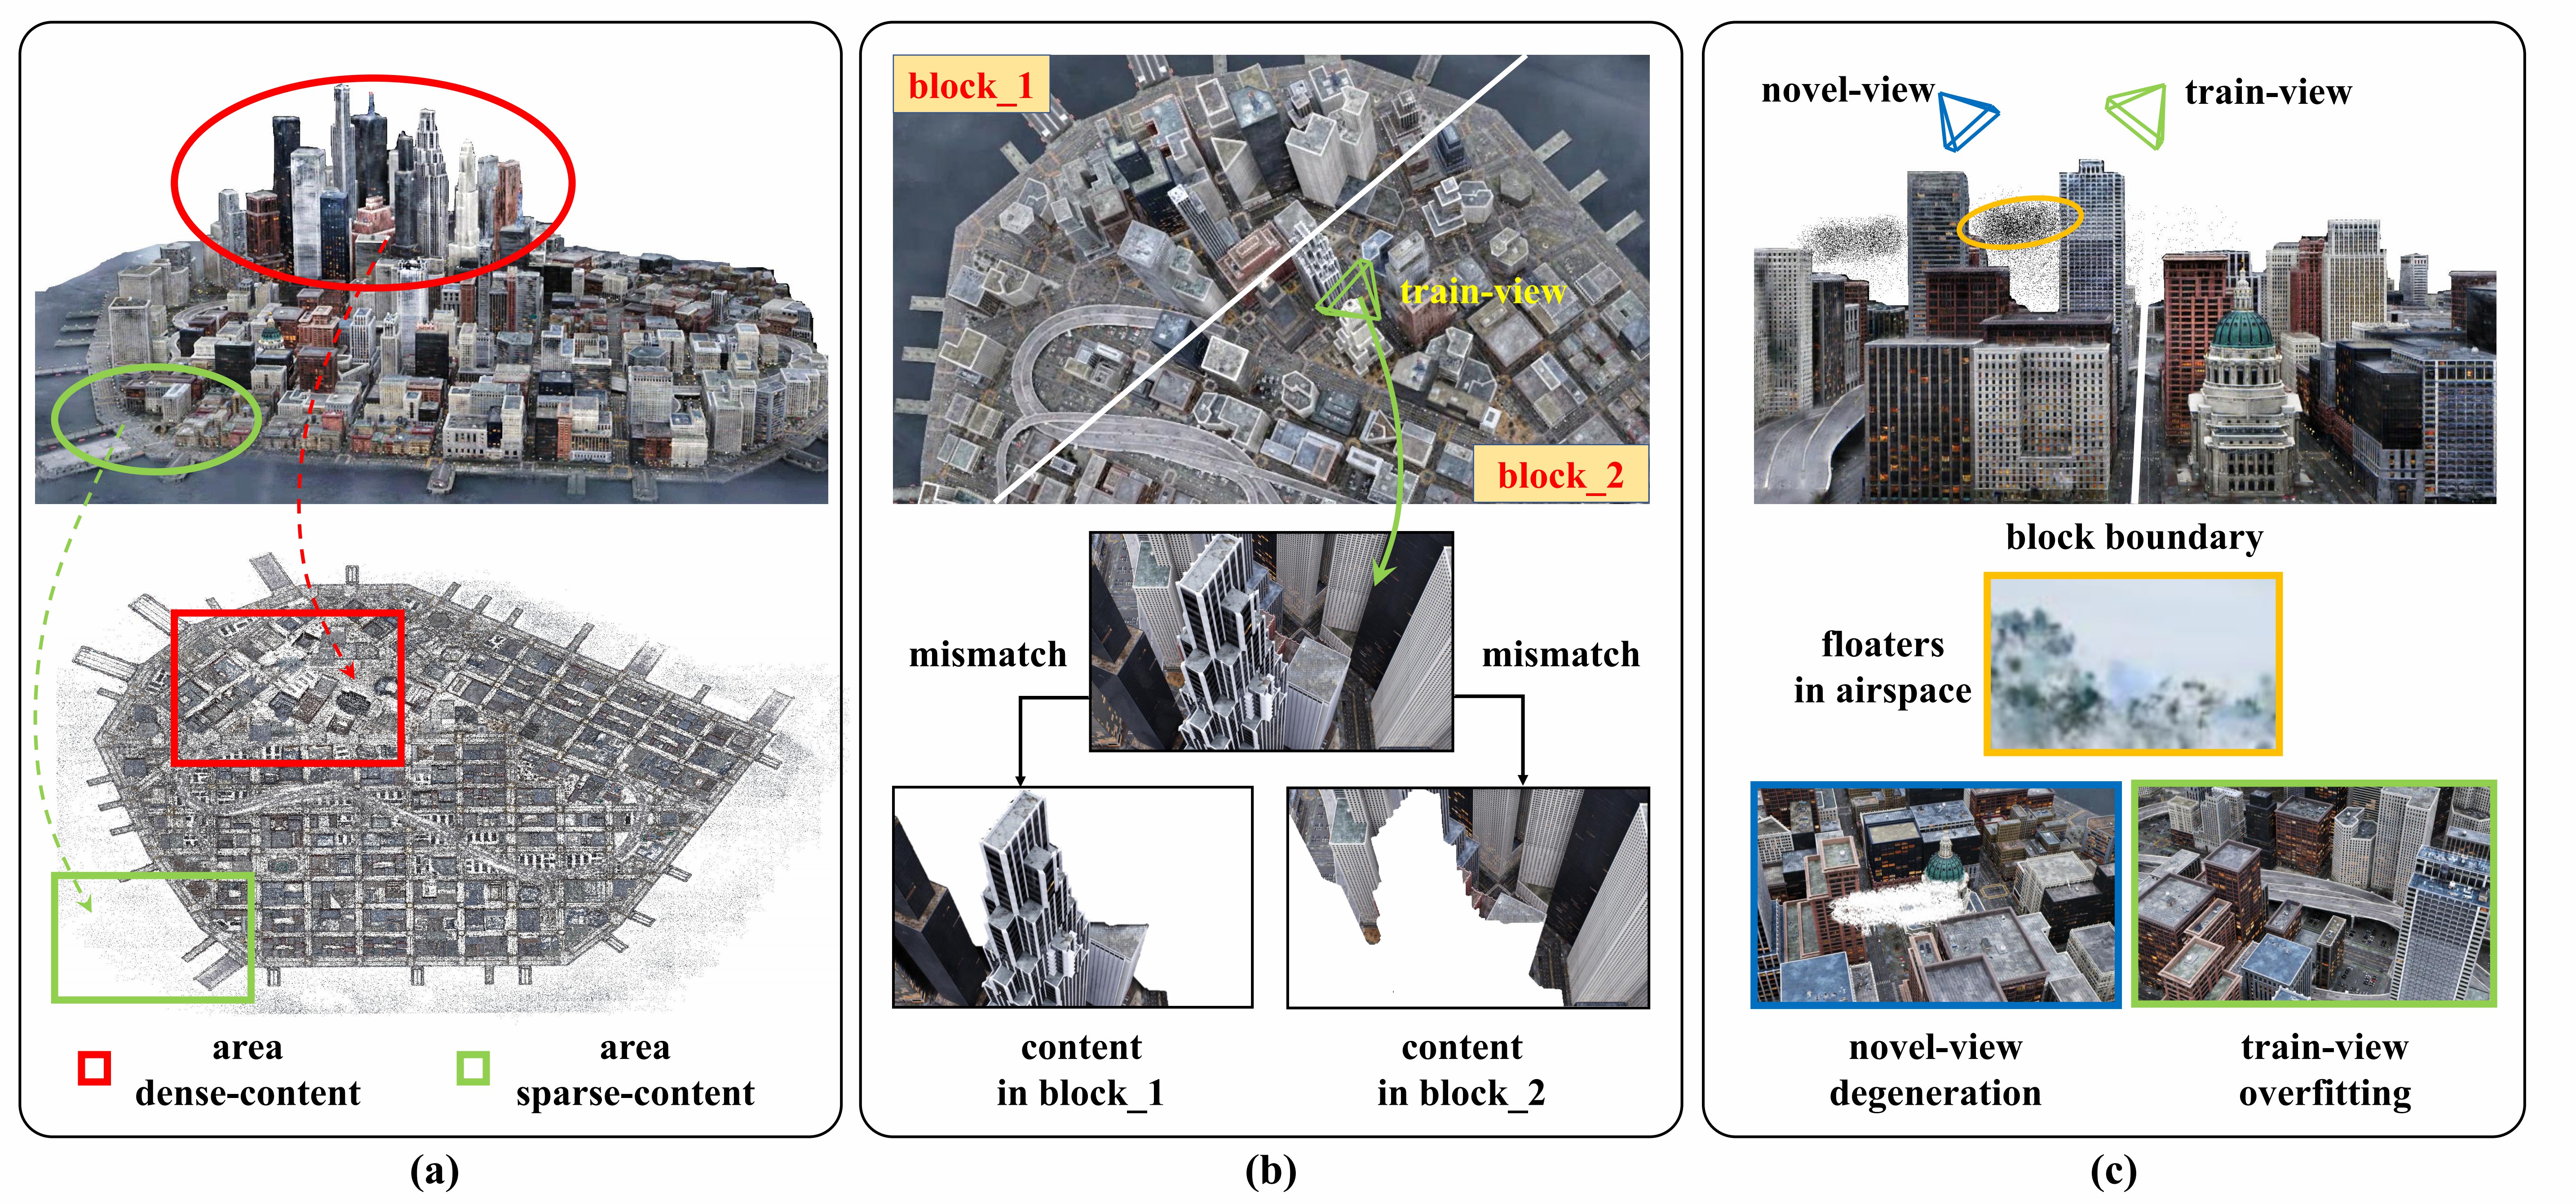 area
dense-content
area
sparse-content
(a)
block_1
train-view
block_2
mismatch
mismatch
content
in block_1
content
in block_2
(b)
novel-view
train-view
block boundary
floaters
in airspace
novel-view
degeneration
train-view
overfitting
(c)